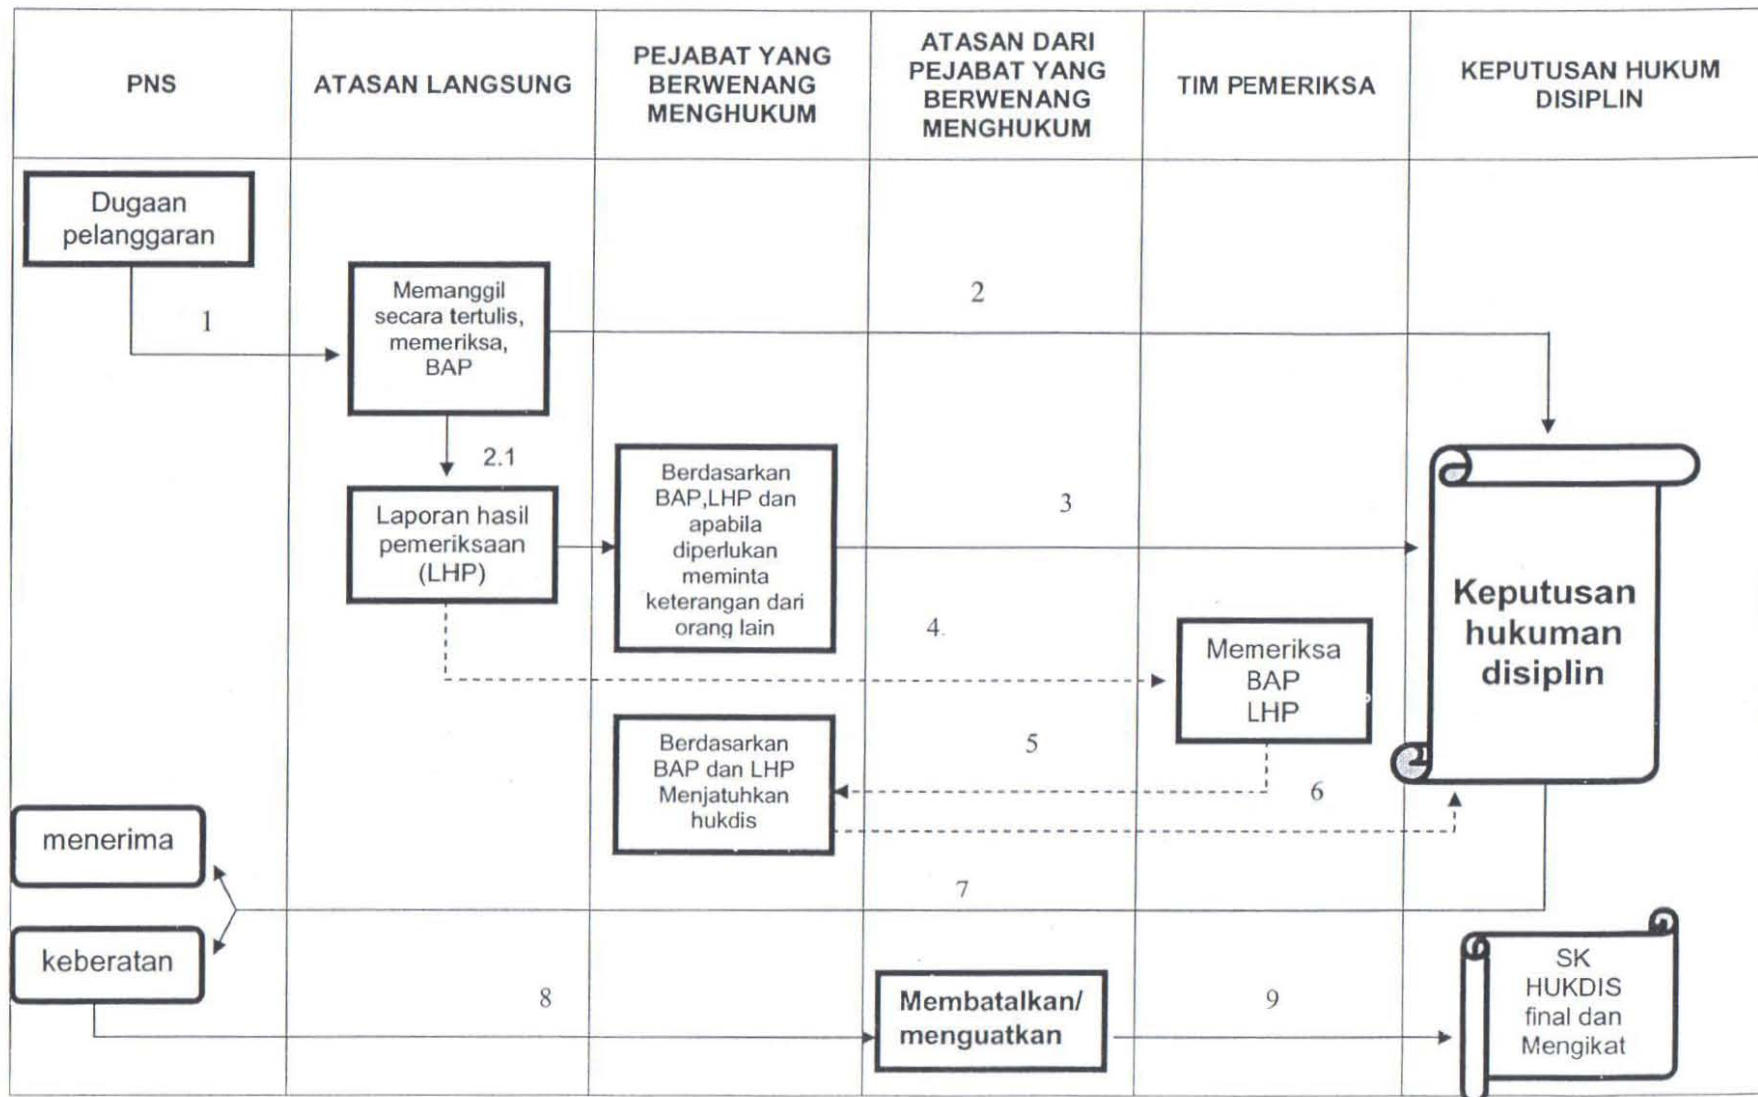 PNS
ATASAN LANGSUNG
PEJABAT YANG
BERWENANG
MENGHUKUM
ATASAN DARI
PEJABAT YANG
BERWENANG
MENGHUKUM
TIM PEMERIKSA
KEPUTUSAN HUKUM
DISIPLIN
Dugaan
pelanggaran
1
Memanggil
secara tertulis,
memeriksa,
BAP
2
2.1
Laporan hasil
pemeriksaan
(LHP)
Berdasarkan
BAP,LHP dan
apabila
diperlukan
meminta
keterangan dari
orang lain
3
4.
Memeriksa
BAP
LHP
Keputusan
hukuman
disiplin
Berdasarkan
BAP dan LHP
Menjatuhkan
hukdis
5
6
menerima
7
keberatan
8
Membatalkan/
menguatkan
9
SK
HUKDIS
final dan
Mengikat